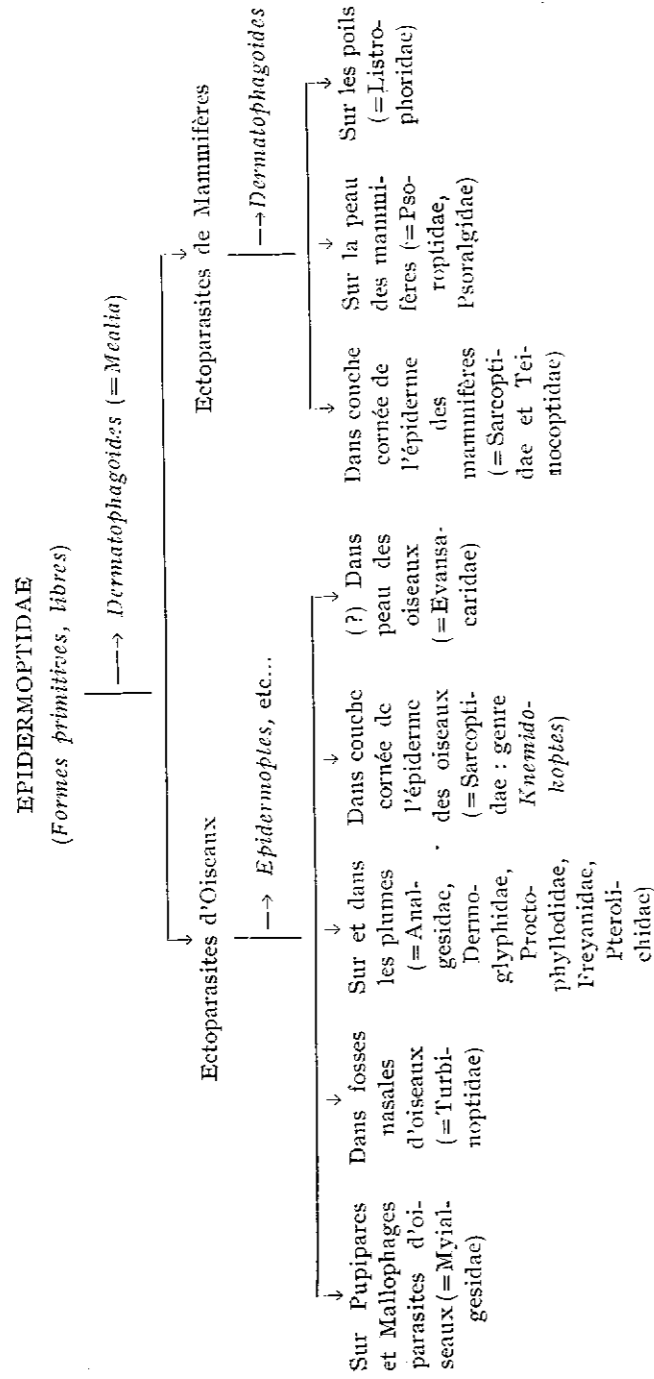 EPIDERMOPTIDAE
(Formes primitives, libres)
→ Dermatophagoides (=Mealia)
Ectoparasites d'Oiseaux
→ Epidermoptes, etc...
Sur Pupipares
et Mallophages
parasites d'oi-
seaux (=Myial-
gesidae)
Dans fosses
nasales
d'oiseaux
(=Turbi-
noptidae)
Sur et dans
les plumes
(=Anal-
gesidae,
Dermo-
glyphidae,
Procto-
phyllodidae,
Freyanidae,
Pteroli-
chidae)
Dans couche
cornée de
l'épiderme
des oiseaux
(=Sarcopti-
dae : genre
Knemido-
koptes)
(?) Dans
peau des
oiseaux
(=Evansa-
caridae)
Ectoparasites de Mammifères
→Dermatophagoides
Dans couche
cornée de
l'épiderme
des
mammifères
(=Sarcopti-
dae et Tei-
nocoptidae)
Sur la peau
des mammi-
fères (=Pso-
roptidae,
Psoralgidae)
Sur les poils
(=Listro-
phoridae)